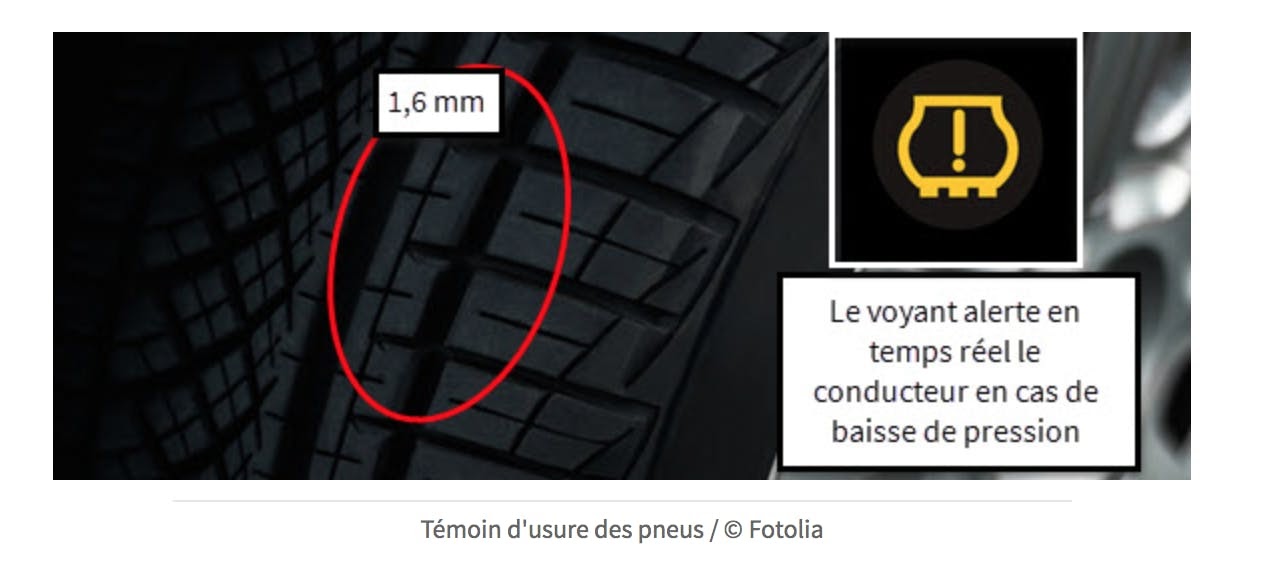 1,6 mm
Le voyant alerte en
temps réel le
conducteur en cas de
baisse de pression
Témoin d'usure des pneus / © Fotolia